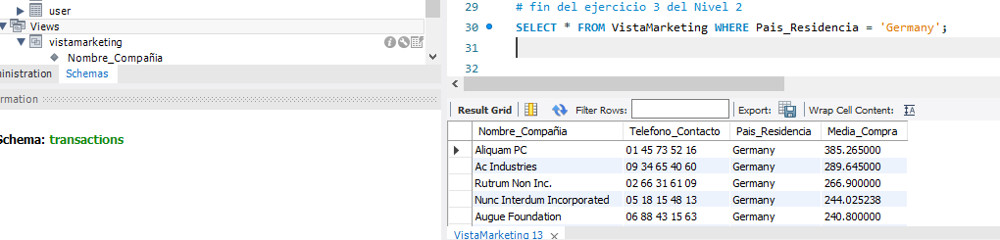 user
Views
vistamarketing
Nombre_Compañia
ministration Schemas
ormation
Schema: transactions
29 # fin del ejercicio 3 del Nivel 2
30 SELECT * FROM VistaMarketing WHERE Pais_Residencia = 'Germany';
31
32
Result Grid Filter Rows: Export: Wrap Cell Content: IA
Nombre_Compañia Telefono_Contacto Pais_Residencia Media_Compra
Aliquam PC 01 45 73 52 16 Germany 385.265000
Ac Industries 09 34 65 40 60 Germany 289.645000
Rutrum Non Inc. 02 66 31 61 09 Germany 266.900000
Nunc Interdum Incorporated 05 18 15 48 13 Germany 244.025238
Augue Foundation 06 88 43 15 63 Germany 240.800000
VistaMarketing 13 ×